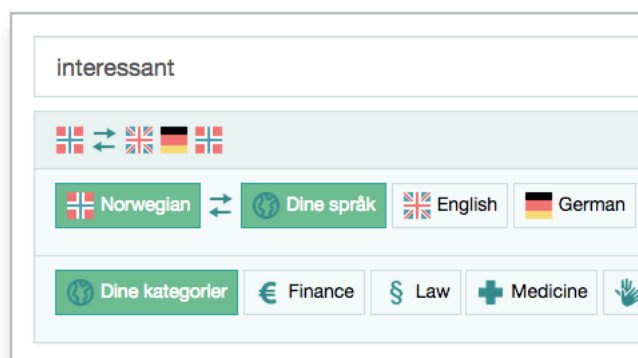 interessant
Norwegian Dine språk English German
Dine kategorier € Finance § Law Medicine